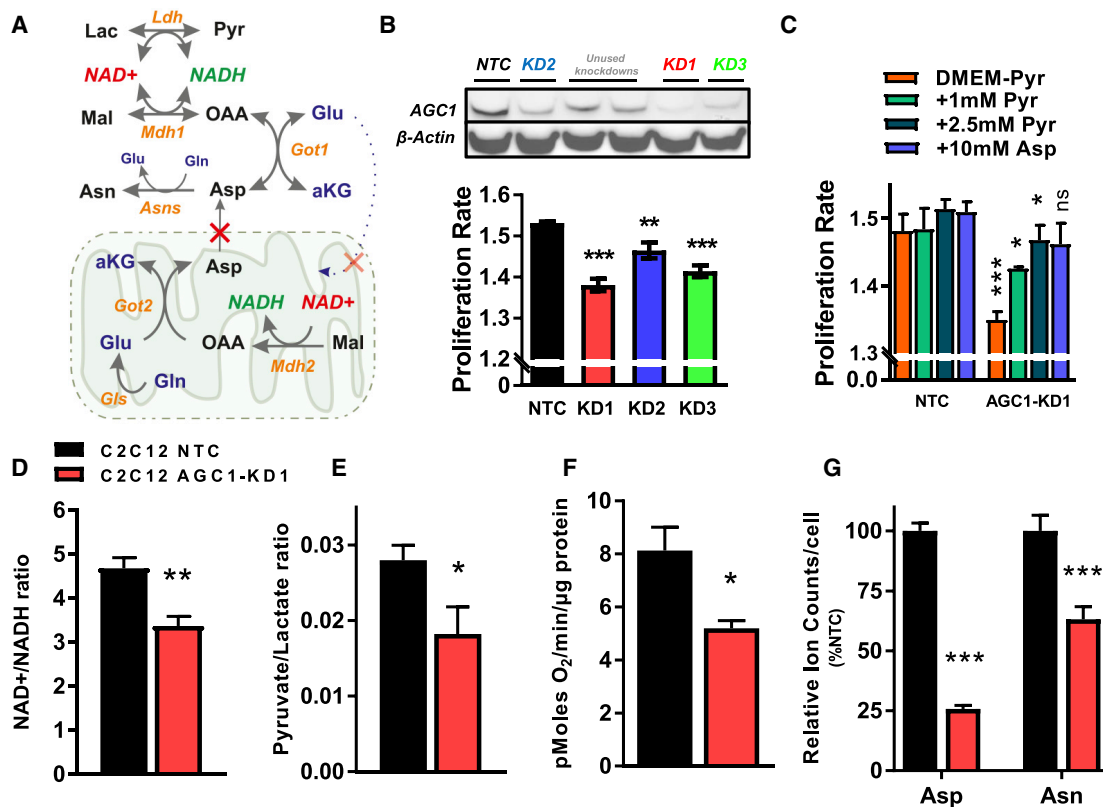 A
Lac
Ldh
Pyr
NAD+
NADH
Mal
Mdh1
OAA
Glu
Got1
Glu
Gln
Asn
Asns
Asp
aKG
aKG
Asp
Got2
NADH
NAD+
Glu
OAA
Mdh2
Mal
Gln
Gls
B
NTC
KD2
Unused
knockdowns
KD1
KD3
AGC1
β-Actin
Proliferation Rate
1.6
1.5
1.4
1.3
1.2
0
***
**
***
NTC
KD1
KD2
KD3
C
DMEM-Pyr
+1mM Pyr
+2.5mM Pyr
+10mM Asp
Proliferation Rate
1.5
1.4
1.3
0.0
***
*
*
ns
NTC
AGC1-KD1
D
C2C12 NTC
C2C12 AGC1-KD1
NAD+/NADH ratio
6
5
4
3
2
1
0
**
E
Pyruvate/Lactate ratio
0.03
0.02
0.01
0.00
*
F
pMoles O2/min/µg protein
10
8
6
4
2
0
*
G
Relative Ion Counts/cell
(%NTC)
100
75
50
25
0
***
***
Asp
Asn